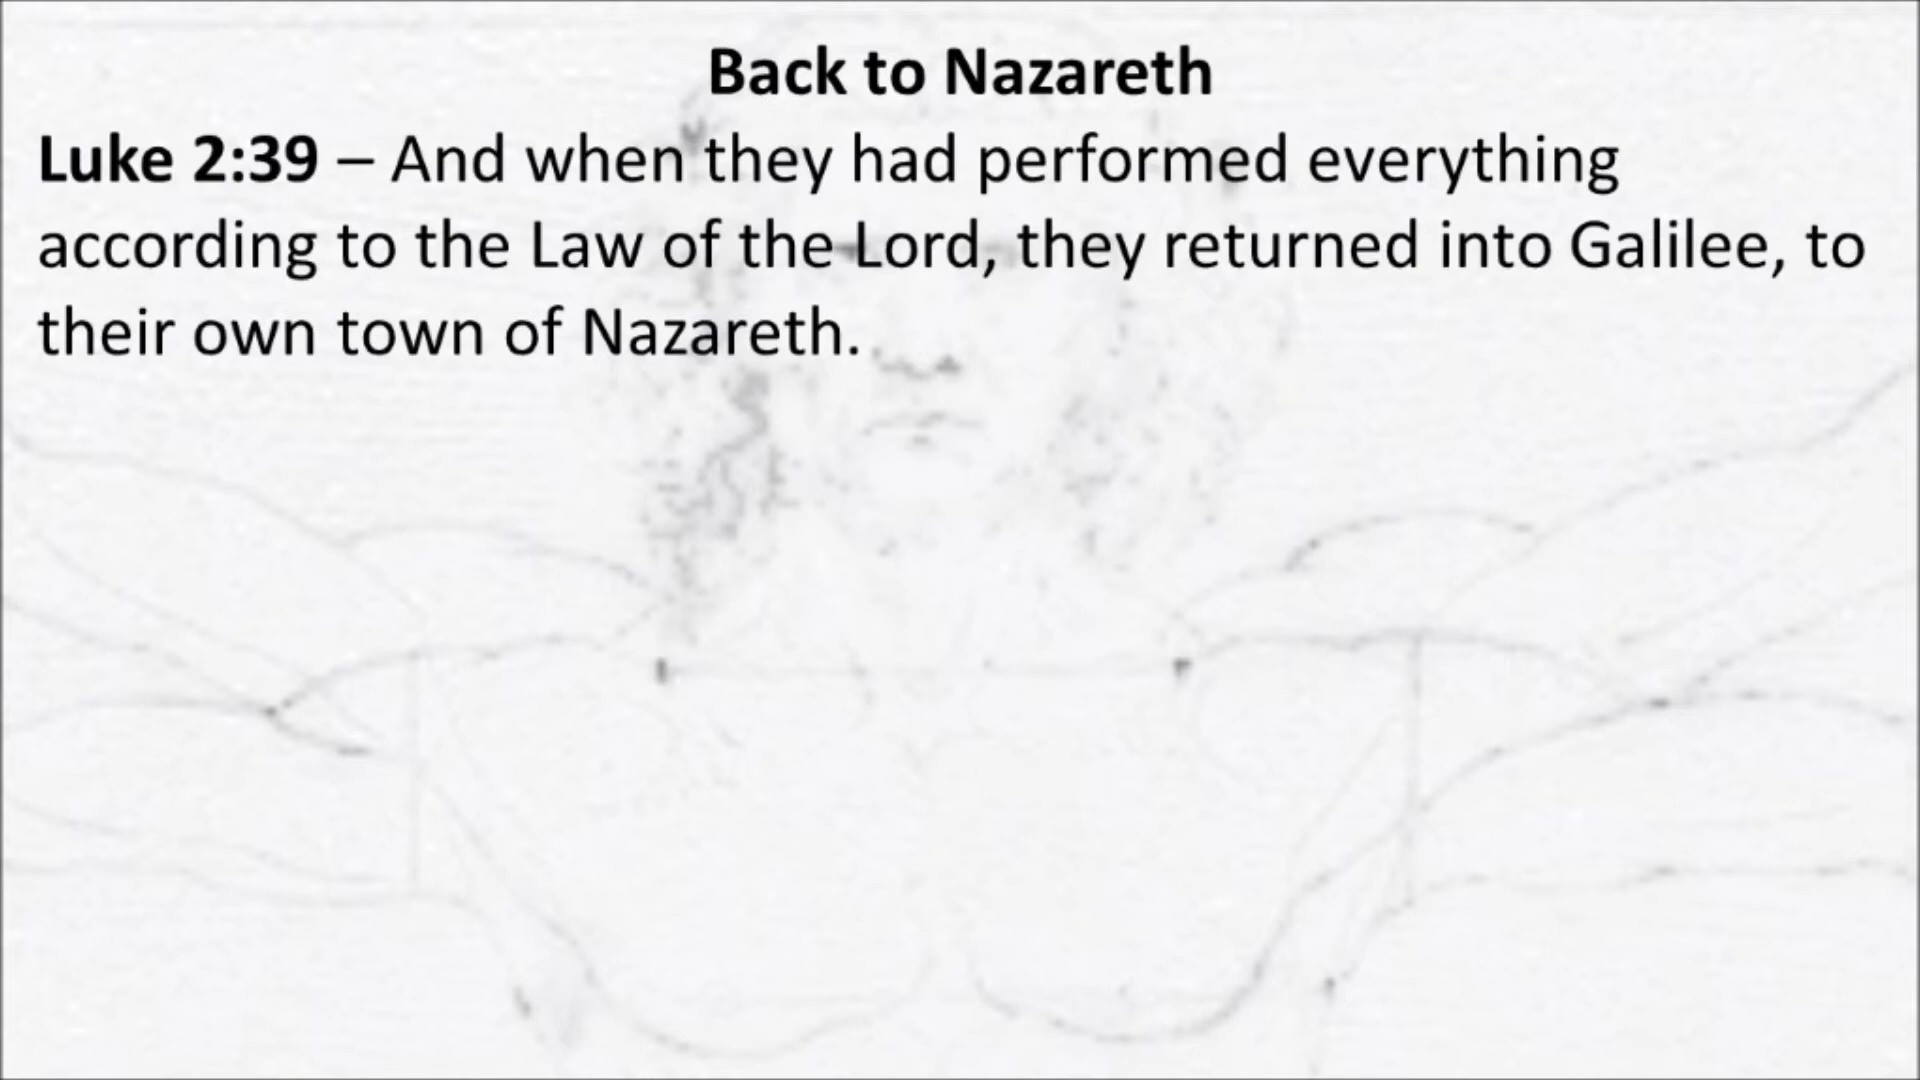 Back to Nazareth
Luke 2:39 – And when they had performed everything
according to the Law of the Lord, they returned into Galilee, to
their own town of Nazareth.